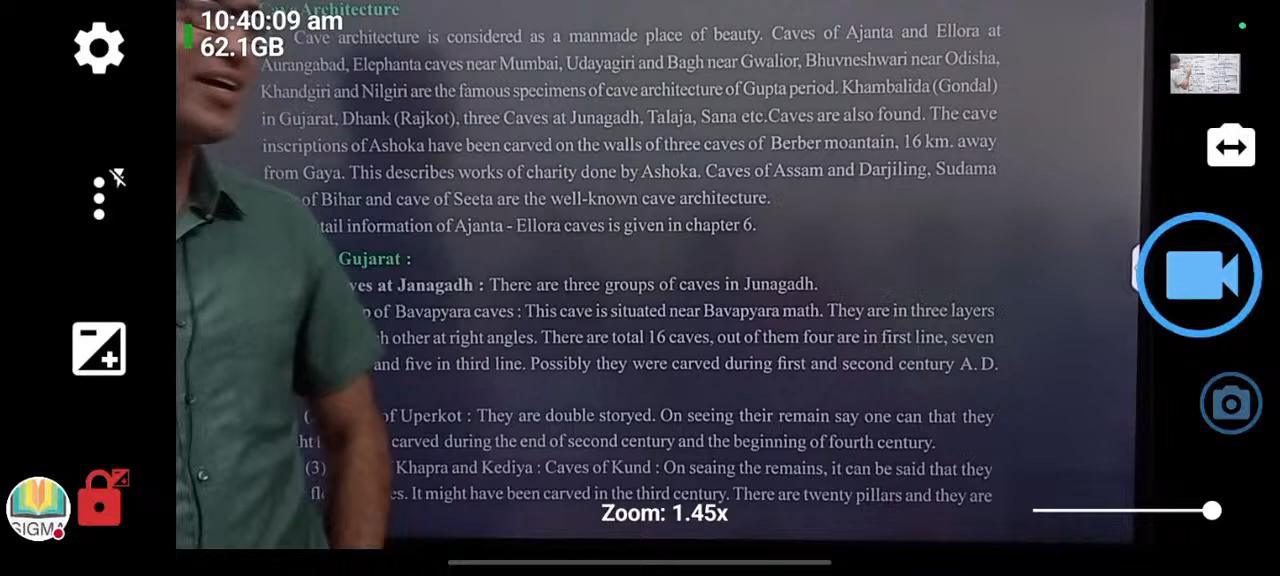 Cave Architecture
10:40:09 am
62.1GB
Cave architecture is considered as a manmade place of beauty. Caves of Ajanta and Ellora at
Aurangabad, Elephanta caves near Mumbai, Udayagiri and Bagh near Gwalior, Bhuvneshwari near Odisha,
Khandgiri and Nilgiri are the famous specimens of cave architecture of Gupta period. Khambalida (Gondal)
in Gujarat, Dhank (Rajkot), three Caves at Junagadh, Talaja, Sana etc.Caves are also found. The cave
inscriptions of Ashoka have been carved on the walls of three caves of Berber moantain, 16 km. away
from Gaya. This describes works of charity done by Ashoka. Caves of Assam and Darjiling, Sudama
of Bihar and cave of Seeta are the well-known cave architecture.
tail information of Ajanta - Ellora caves is given in chapter 6.
Gujarat :
ves at Janagadh : There are three groups of caves in Junagadh.
p of Bavapyara caves : This cave is situated near Bavapyara math. They are in three layers
h other at right angles. There are total 16 caves, out of them four are in first line, seven
and five in third line. Possibly they were carved during first and second century A.D.
of Uperkot : They are double storyed. On seeing their remain say one can that they
ht carved during the end of second century and the beginning of fourth century.
(3) Khapra and Kediya : Caves of Kund : On seaing the remains, it can be said that they
es. It might have been carved in the third century. There are twenty pillars and they are
Zoom: 1.45x
SIGMA